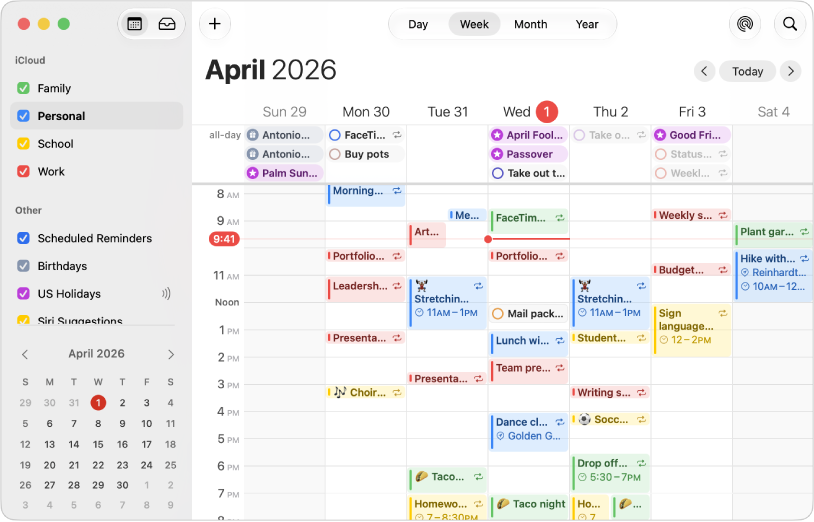 Day
Week
Month
Year
iCloud
Family
Personal
School
Work
Other
Scheduled Reminders
Birthdays
US Holidays
Siri Suggestions
April 2026
S M T W T F S
29 30 31 1 2 3 4
5 6 7 8 9 10 11
12 13 14 15 16 17 18
19 20 21 22 23 24 25
26 27 28 29 30 1 2
3 4 5 6 7 8 9
April 2026
Today
Sun 29 Mon 30 Tue 31 Wed 1 Thu 2 Fri 3 Sat 4
all-day
Antonio...
FaceTi...
April Fool...
Take o...
Good Fri...
Antonio...
Buy pots
Passover
Status...
Palm Sun...
Take out t...
Weekl...
8 AM
Morning...
9 AM
Me...
FaceTim...
Weekly s...
9:41
Art...
Plant gar...
Portfolio...
Portfolio...
Hike with...
Reinhardt...
10AM–12...
Budget...
11 AM
Leadersh...
Stretchin...
11AM–1PM
Stretchin...
11AM–1PM
Noon
Mail pack...
Sign
language...
12–2PM
1 PM
Presenta...
Lunch wi...
Student...
2 PM
Team pre...
Presenta...
3 PM
Choir...
Writing s...
4 PM
Dance cl...
Golden G...
Socc...
5 PM
Drop off...
5:30–7PM
6 PM
Taco...
7 PM
Homewo...
7–8:30PM
Taco night
Ho...
7